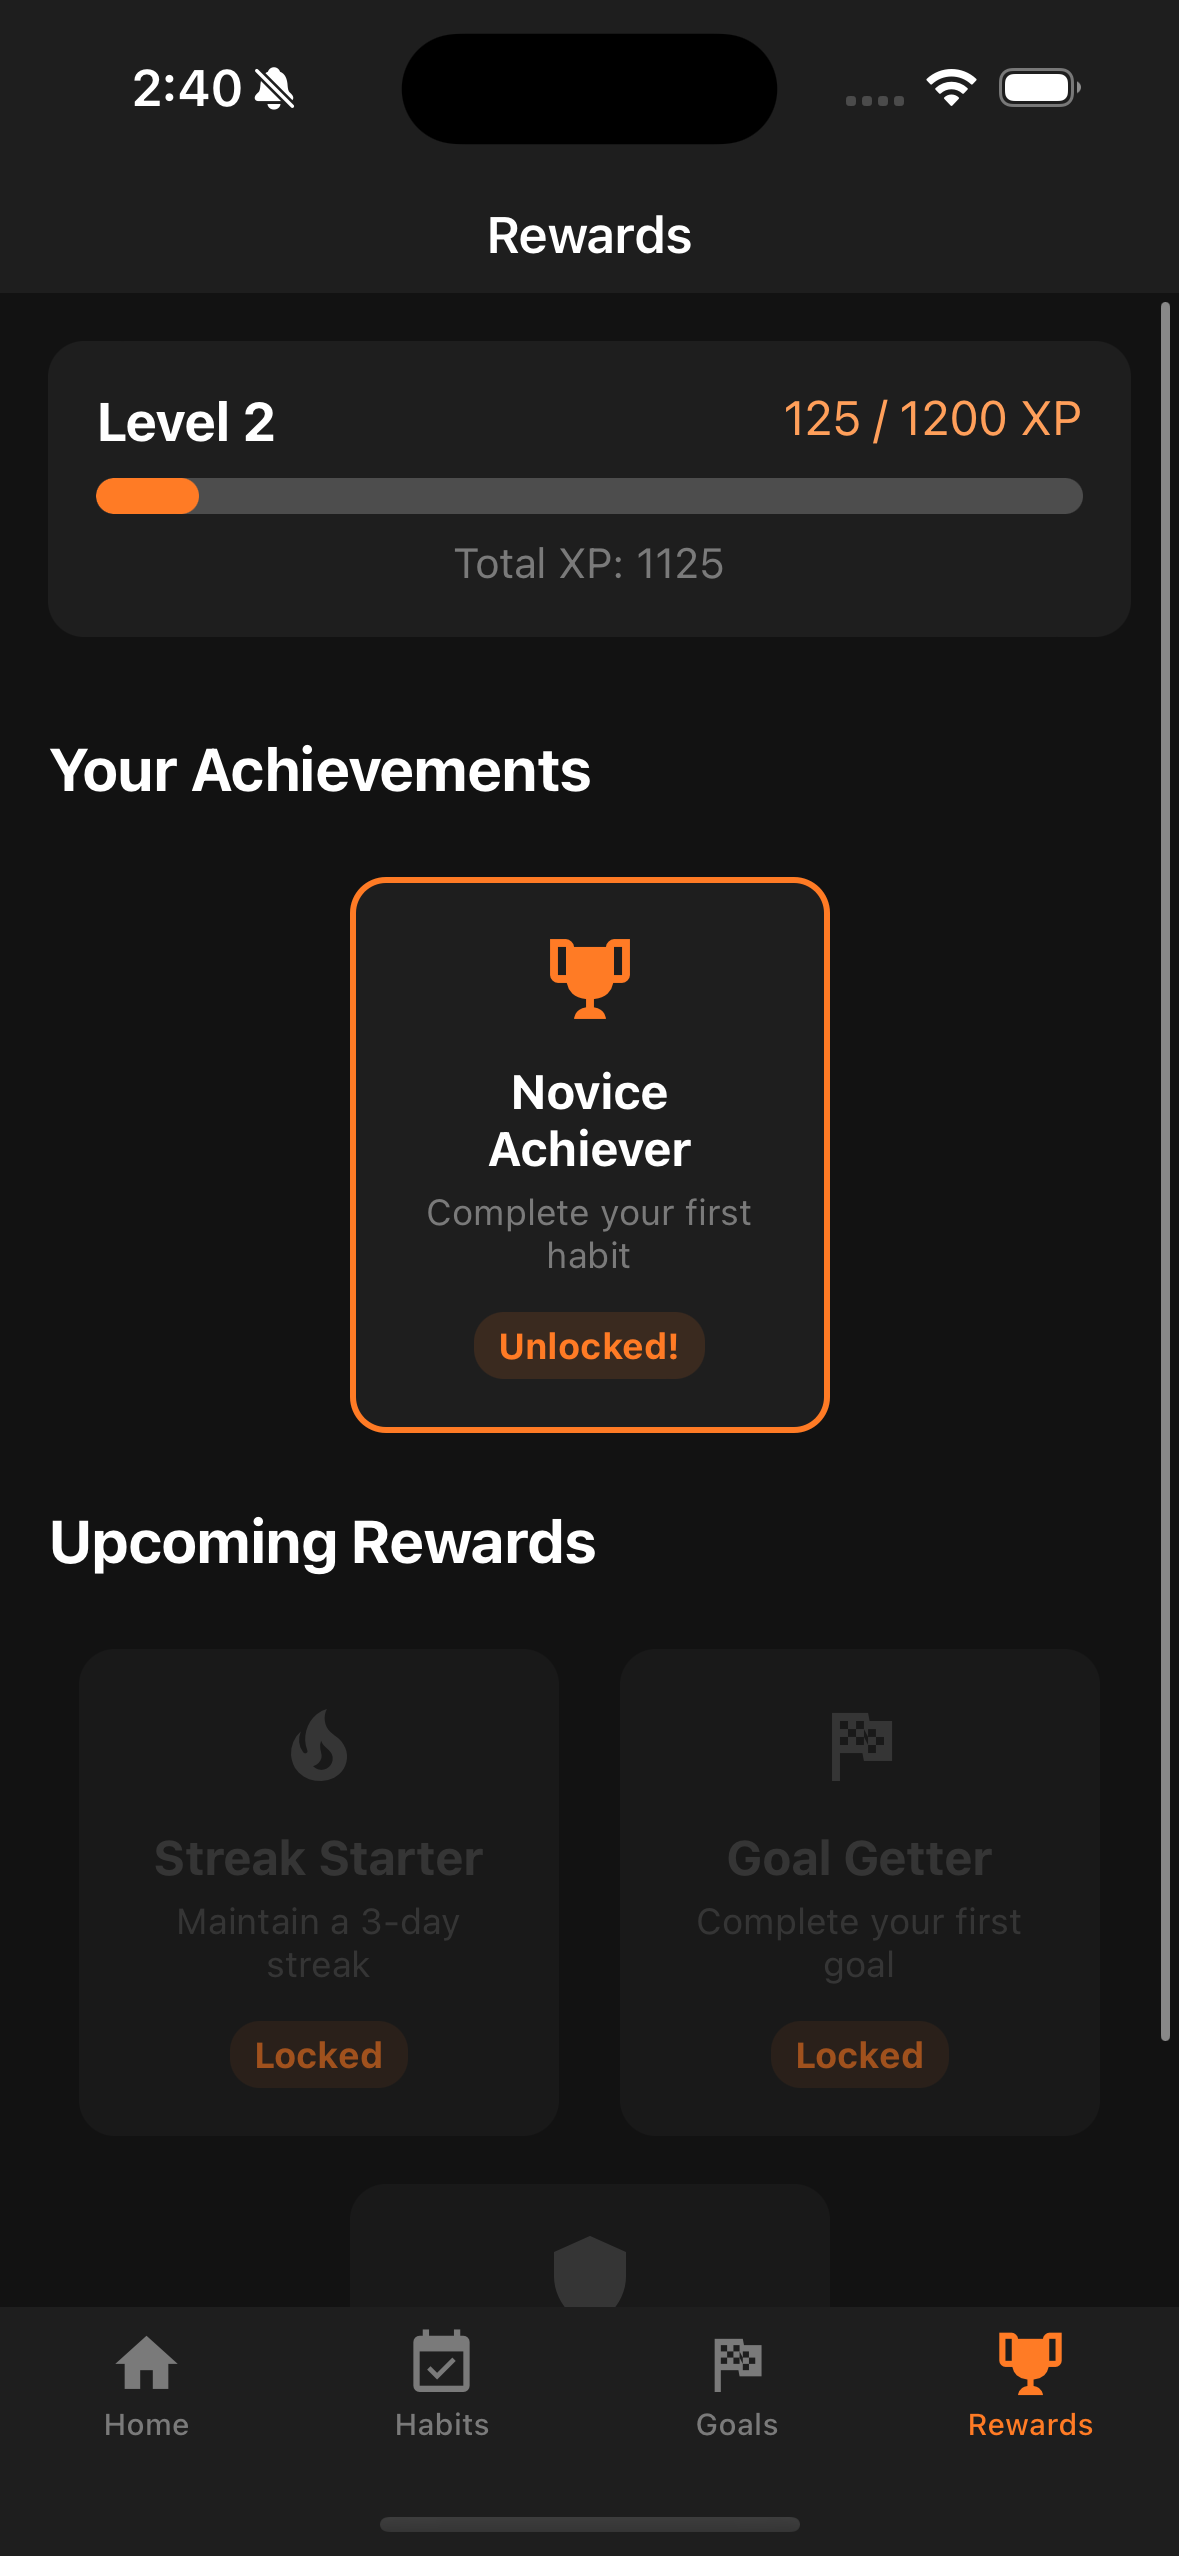 2:40
Rewards
Level 2
125 / 1200 XP
Total XP: 1125
Your Achievements
Novice
Achiever
Complete your first
habit
Unlocked!
Upcoming Rewards
Streak Starter
Maintain a 3-day
streak
Locked
Goal Getter
Complete your first
goal
Locked
Home
Habits
Goals
Rewards